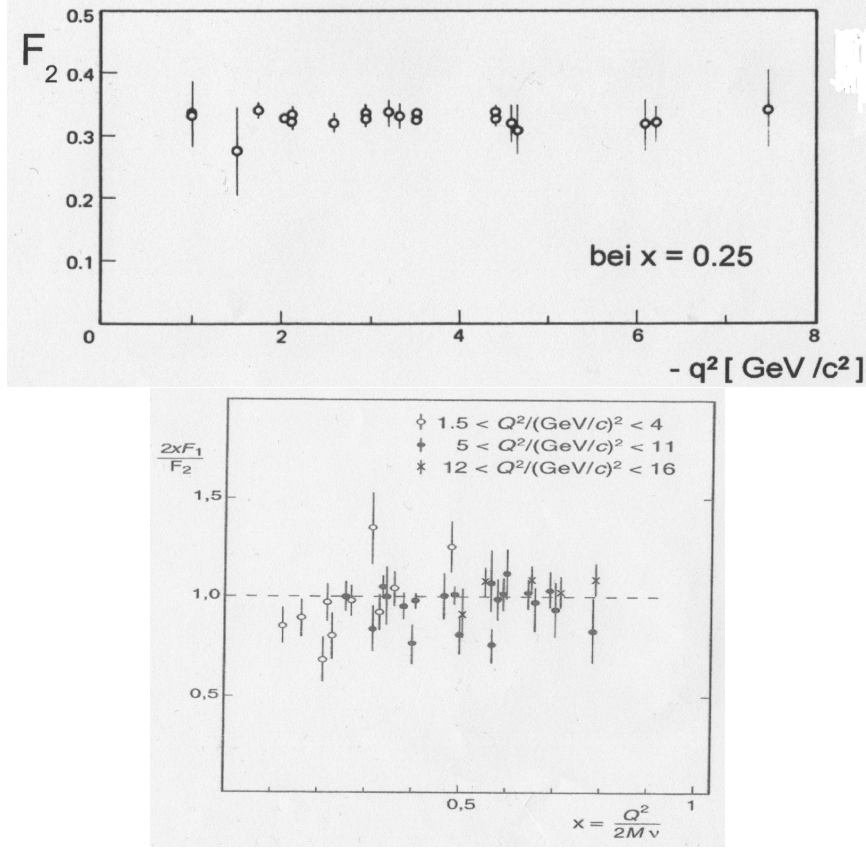 0.5
F₂ 0.4
0.3
0.2
0.1
bei x = 0.25
0 2 4 6 8
- q² [ GeV /c² ]
1.5 < Q²/(GeV/c)² < 4
5 < Q²/(GeV/c)² < 11
12 < Q²/(GeV/c)² < 16
2xF₁
F₂
1,5
1.0
0,5
0,5 1
x = Q²
2M ν